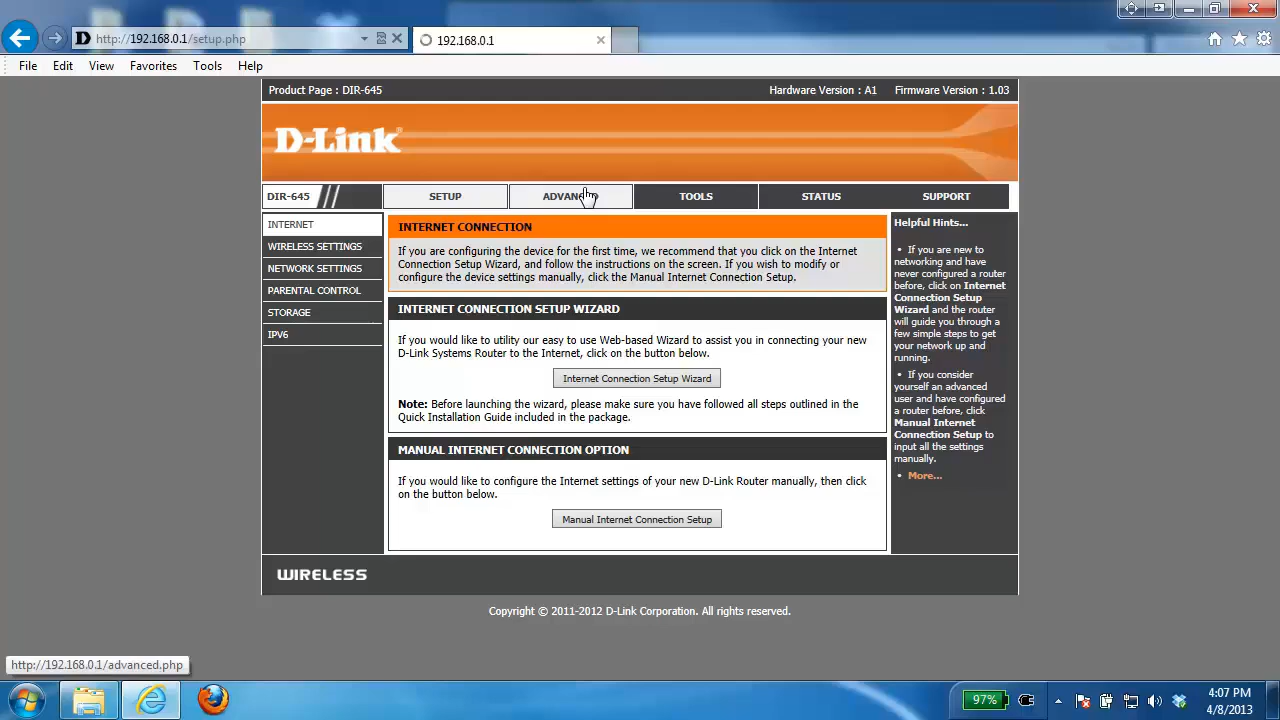 http://192.168.0.1/setup.php
192.168.0.1
File Edit View Favorites Tools Help
Product Page : DIR-645 Hardware Version : A1 Firmware Version : 1.03
D-Link
DIR-645 SETUP TOOLS STATUS SUPPORT
INTERNET
WIRELESS SETTINGS
NETWORK SETTINGS
PARENTAL CONTROL
STORAGE
IPV6
INTERNET CONNECTION
If you are configuring the device for the first time, we recommend that you click on the Internet
Connection Setup Wizard, and follow the instructions on the screen. If you wish to modify or
configure the device settings manually, click the Manual Internet Connection Setup.
INTERNET CONNECTION SETUP WIZARD
If you would like to utility our easy to use Web-based Wizard to assist you in connecting your new
D-Link Systems Router to the Internet, click on the button below.
Internet Connection Setup Wizard
Note: Before launching the wizard, please make sure you have followed all steps outlined in the
Quick Installation Guide included in the package.
MANUAL INTERNET CONNECTION OPTION
If you would like to configure the Internet settings of your new D-Link Router manually, then click
on the button below.
Manual Internet Connection Setup
Helpful Hints...
• If you are new to
networking and have
never configured a router
before, click on Internet
Connection Setup
Wizard and the router
will guide you through a
few simple steps to get
your network up and
running.
• If you consider
yourself an advanced
user and have configured
a router before, click
Manual Internet
Connection Setup to
input all the settings
manually.
• More...
WIRELESS
Copyright © 2011-2012 D-Link Corporation. All rights reserved.
http://192.168.0.1/advanced.php
97%
4:07 PM
4/8/2013